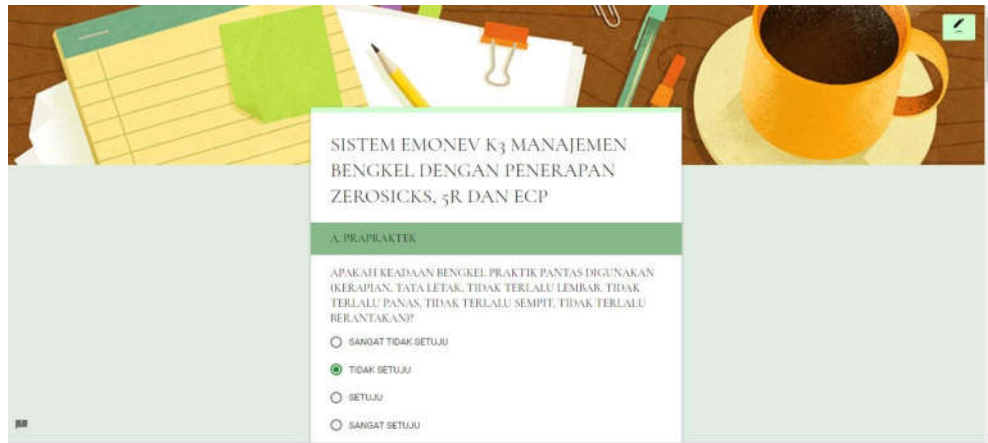 SISTEM EMONEV K3 MANAJEMEN
BENGKEL DENGAN PENERAPAN
ZEROSICKS, 5R DAN ECP
A. PRAPRAKTEK
APAKAH KEADAAN BENGKEL PRAKTIK PANTAS DIGUNAKAN
(KERAPIAN, TATA LETAK, TIDAK TERLALU LEMBAB, TIDAK
TERLALU PANAS, TIDAK TERLALU SEMPIT, TIDAK TERLALU
BERANTAKAN)?
SANGAT TIDAK SETUJU
TIDAK SETUJU
SETUJU
SANGAT SETUJU